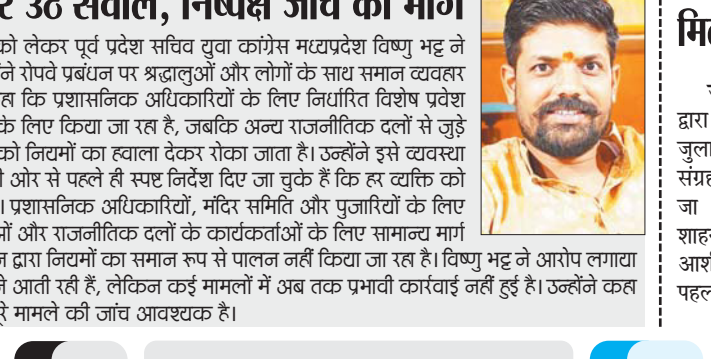 उठे सवाल, निष्पक्ष जांच की मांग
को लेकर पूर्व प्रदेश सचिव युवा कांग्रेस मध्यप्रदेश विष्णु भट्ट ने
रोपवे प्रबंधन पर श्रद्धालुओं और लोगों के साथ समान व्यवहार
कि प्रशासनिक अधिकारियों के लिए निर्धारित विशेष प्रवेश
के लिए किया जा रहा है, जबकि अन्य राजनीतिक दलों से जुड़े
को नियमों का हवाला देकर रोका जाता है। उन्होंने इसे व्यवस्था
ओर से पहले ही स्पष्ट निर्देश दिए जा चुके हैं कि हर व्यक्ति को
। प्रशासनिक अधिकारियों, मंदिर समिति और पुजारियों के लिए
और राजनीतिक दलों के कार्यकर्ताओं के लिए सामान्य मार्ग
द्वारा नियमों का समान रूप से पालन नहीं किया जा रहा है। विष्णु भट्ट ने आरोप लगाया
आती रही हैं, लेकिन कई मामलों में अब तक प्रभावी कार्रवाई नहीं हुई है। उन्होंने कहा
मामले की जांच आवश्यक है।
द्वारा
जुला
संग्रह
जा
शाह
आशी
पहल